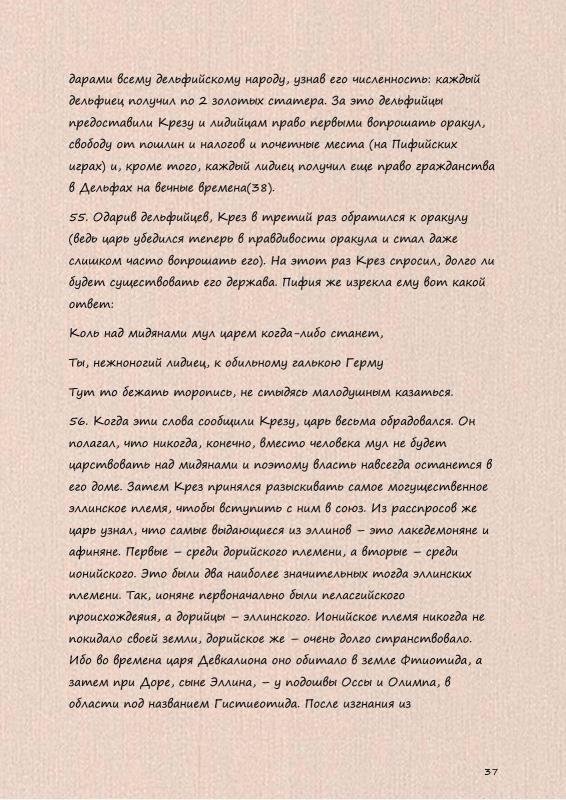 дарами всему дельфийскому народу, узнав его численность: каждый
дельфиец получил по 2 золотых статера. За это дельфийцы
предоставили Крезу и лидийцам право первыми вопрошать оракул,
свободу от пошлин и налогов и почетные места (на Пифийских
играх) и, кроме того, каждый лидиец получил еще право гражданства
в Дельфах на вечные времена(38).
55. Одарив дельфийцев, Крез в третий раз обратился к оракулу
(ведь царь убедился теперь в правдивости оракула и стал даже
слишком часто вопрошать его). На этот раз Крез спросил, долго ли
будет существовать его держава. Пифия же изрекла ему вот какой
ответ:
Коль над мидянами мул царем когда-либо станет,
Ты, нежноногий лидиец, к обильному галькою Герму
Тут то бежать торопись, не стыдясь малодушным казаться.
56. Когда эти слова сообщили Крезу, царь весьма обрадовался. Он
полагал, что никогда, конечно, вместо человека мул не будет
царствовать над мидянами и поэтому власть навсегда останется в
его доме. Затем Крез принялся разыскивать самое могущественное
эллинское племя, чтобы вступить с ним в союз. Из расспросов же
царь узнал, что самые выдающиеся из эллинов – это лакедемоняне и
афиняне. Первые – среди дорийского племени, а вторые – среди
ионийского. Это были два наиболее значительных тогда эллинских
племени. Так, ионяне первоначально были пеласгийского
происхождеяия, а дорийцы – эллинского. Ионийское племя никогда не
покидало своей земли, дорийское же – очень долго странствовало.
Ибо во времена царя Девкалиона оно обитало в земле Фтиотида, а
затем при Доре, сыне Эллина, – у подошвы Оссы и Олимпа, в
области под названием Гистиеотида. После изгнания из
37